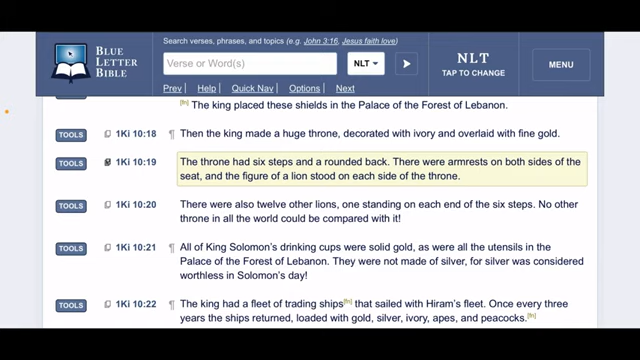 Search verses, phrases, and topics (e.g. John 3:16, Jesus faith love)
BLUE
LETTER
BIBLE
Verse or Word(s)
NLT
NLT
TAP TO CHANGE
MENU
Prev | Help | Quick Nav | Options | Next
[fn] The king placed these shields in the Palace of the Forest of Lebanon.
TOOLS 1Ki 10:18 ¶ Then the king made a huge throne, decorated with ivory and overlaid with fine gold.
TOOLS 1Ki 10:19 The throne had six steps and a rounded back. There were armrests on both sides of the
seat, and the figure of a lion stood on each side of the throne.
TOOLS 1Ki 10:20 There were also twelve other lions, one standing on each end of the six steps. No other
throne in all the world could be compared with it!
TOOLS 1Ki 10:21 ¶ All of King Solomon's drinking cups were solid gold, as were all the utensils in the
Palace of the Forest of Lebanon. They were not made of silver, for silver was considered
worthless in Solomon's day!
TOOLS 1Ki 10:22 ¶ The king had a fleet of trading ships[fn] that sailed with Hiram's fleet. Once every three
years the ships returned, loaded with gold, silver, ivory, apes, and peacocks.[fn]